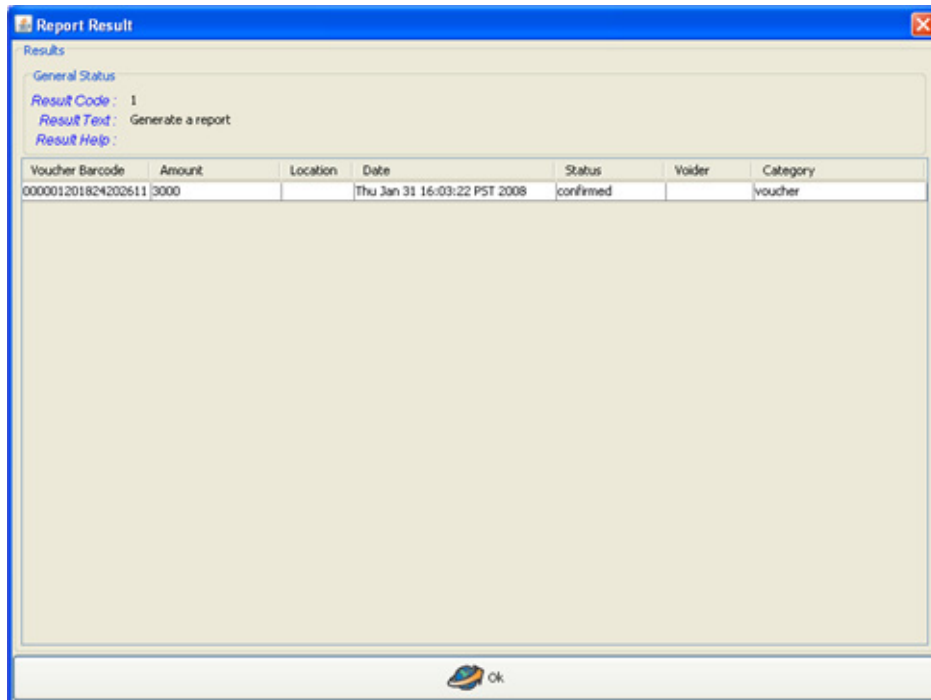 Report Result
Results
General Status
Result Code : 1
Result Text : Generate a report
Result Help :
Voucher Barcode Amount Location Date Status Voider Category
000001201824202611 3000 Thu Jan 31 16:03:22 PST 2008 confirmed voucher
Ok